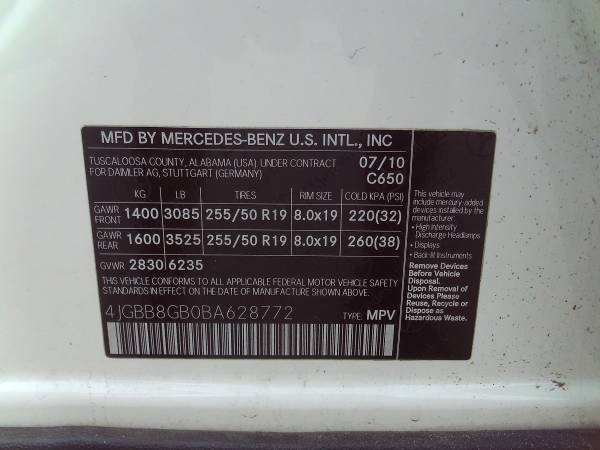 MFD BY MERCEDES-BENZ U.S. INTL., INC
TUSCALOOSA COUNTY, ALABAMA (USA), UNDER CONTRACT 07/10
FOR DAIMLER AG, STUTTGART (GERMANY) C650
KG LB TIRES RIM SIZE COLD KPA (PSI)
GAWR FRONT 1400 3085 255/50 R19 8.0x19 220(32)
GAWR REAR 1600 3525 255/50 R19 8.0x19 260(38)
GVWR 2830 6235
THIS VEHICLE CONFORMS TO ALL APPLICABLE FEDERAL MOTOR VEHICLE SAFETY
STANDARDS IN EFFECT ON THE DATE OF MANUFACTURE SHOWN ABOVE.
4JGBB8GB0BA628772 TYPE: MPV
This vehicle may
include mercury-added
devices installed by the
manufacturer:
• High Intensity
Discharge Headlamps
• Displays
• Back-lit Instruments
Remove Devices
Before Vehicle
Disposal.
Upon Removal of Devices
Reuse, Recycle or
Dispose as
Hazardous Waste.